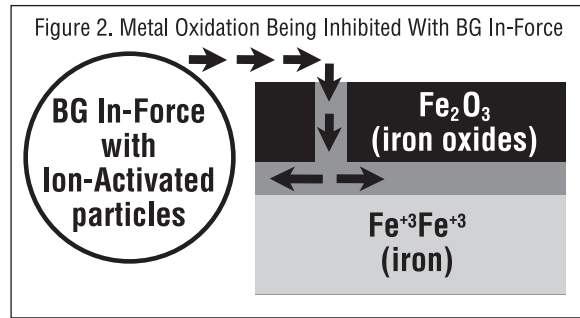 Figure 2. Metal Oxidation Being Inhibited With BG In-Force
BG In-Force
with
Ion-Activated
particles
Fe₂O₃
(iron oxides)
Fe⁺³Fe⁺³
(iron)